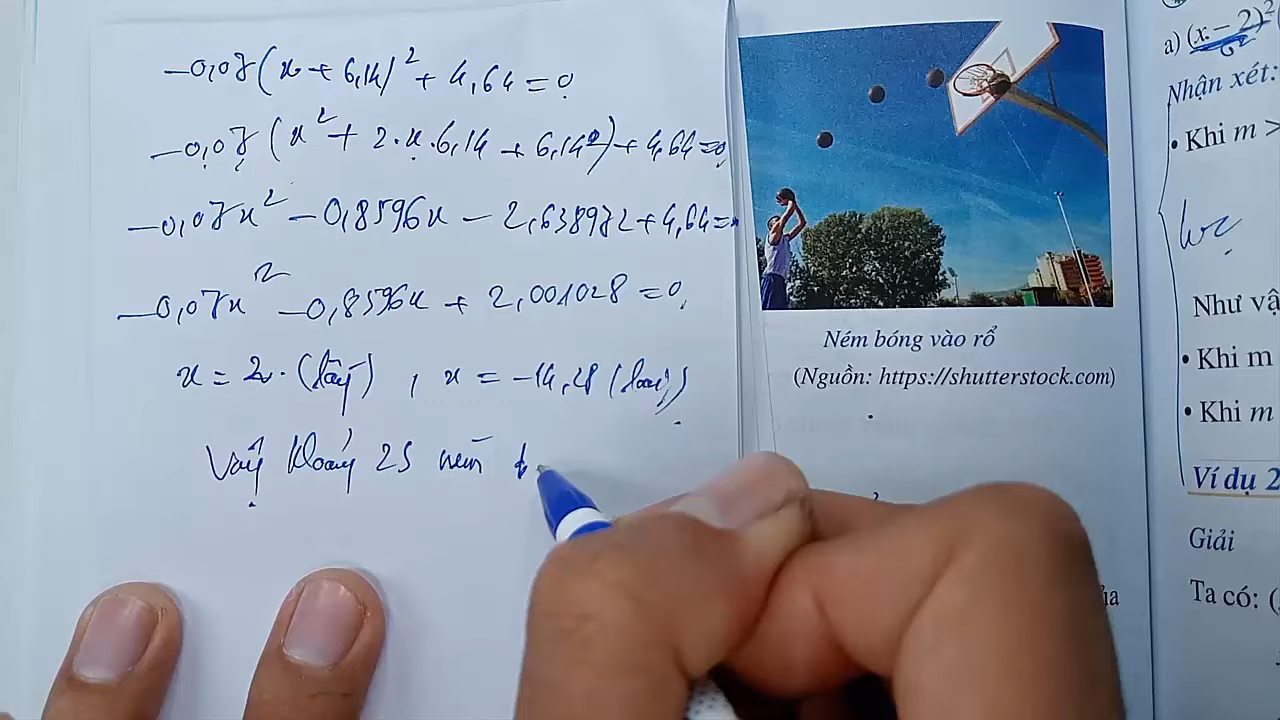 -0,07(x + 6,14)² + 4,64 = 0
-0,07(x² + 2.x.6,14 + 6,14²) + 4,64 = 0
-0,07x² - 0,8596x - 2,638972 + 4,64 =
-0,07x² - 0,8596x + 2,001028 = 0
x = 2. (lấy), x = -14,28 (loại)
Vậy khoảng 2s ném
Ném bóng vào rổ
(Nguồn: https://shutterstock.com)
a) (x - 2)²
Nhận xét:
• Khi m >
Như vậ
• Khi m
• Khi m
Ví dụ 2
Giải
Ta có: (
ủa